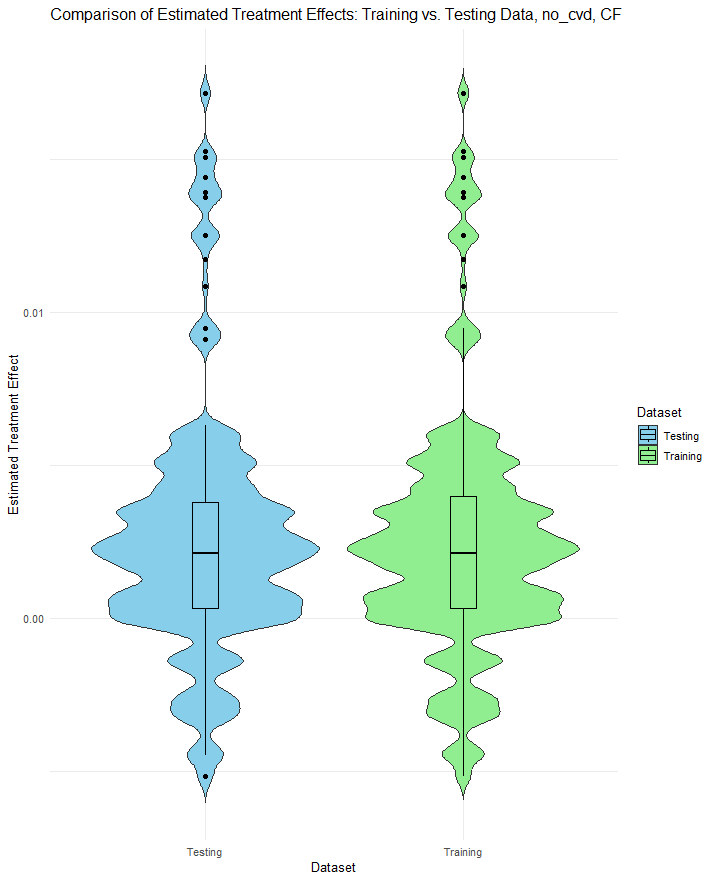 Comparison of Estimated Treatment Effects: Training vs. Testing Data, no_cvd, CF
Estimated Treatment Effect
0.01
0.00
Testing
Training
Dataset
Dataset
Testing
Training